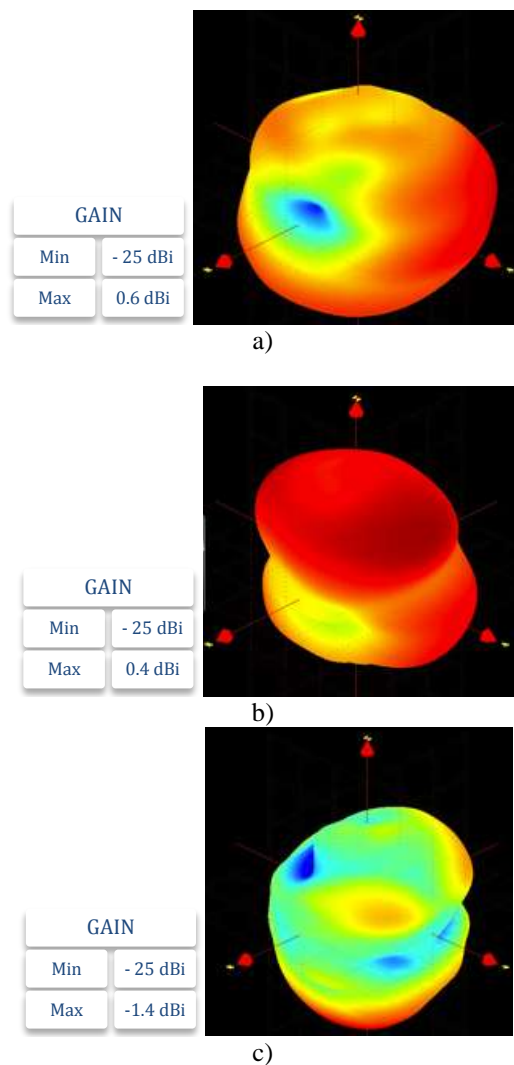 GAIN
Min - 25 dBi
Max 0.6 dBi
a)
GAIN
Min - 25 dBi
Max 0.4 dBi
b)
GAIN
Min - 25 dBi
Max -1.4 dBi
c)